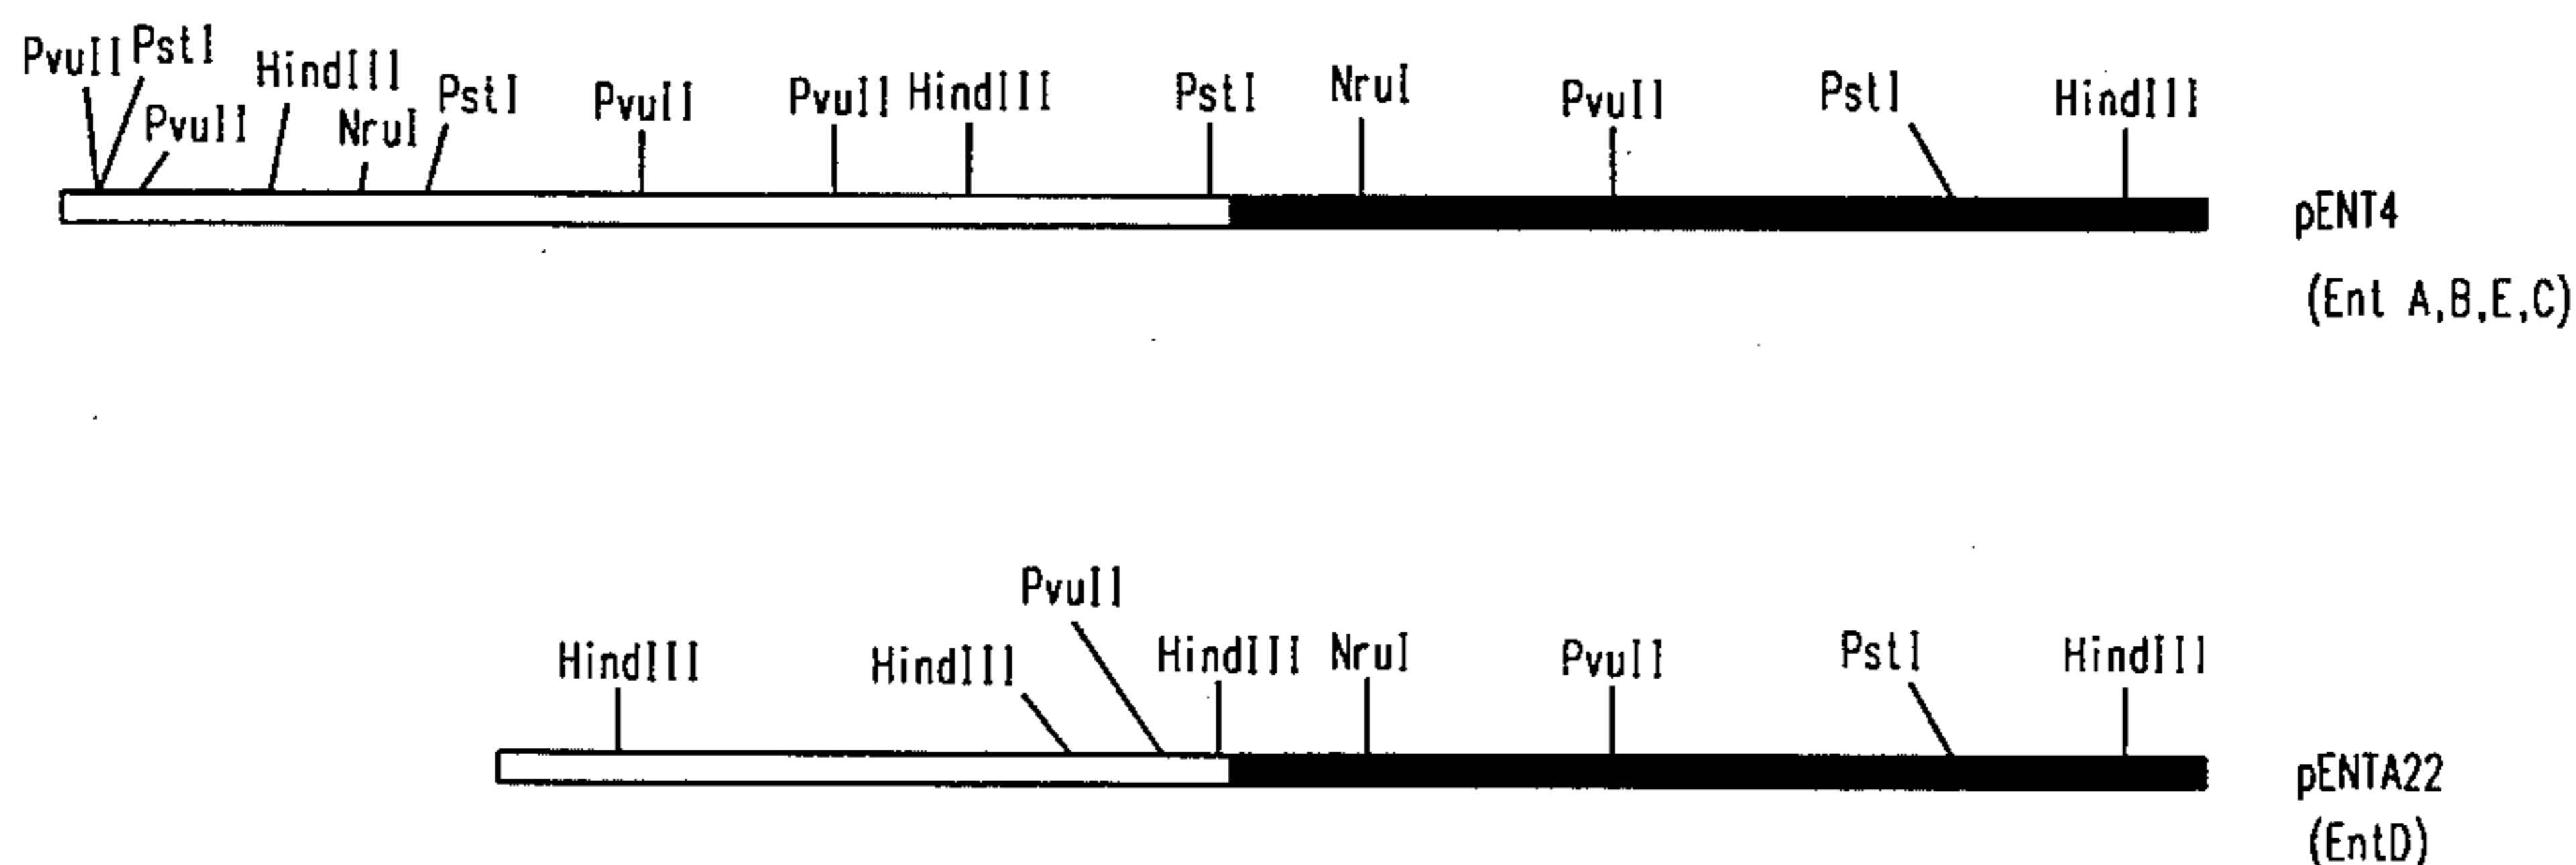 PvuII PstI PvuII HindIII NruI PstI PvuII PvuII HindIII PstI NruI PvuII PstI HindIII
pENT4
(Ent A,B,E,C)
HindIII HindIII PvuII HindIII NruI PvuII PstI HindIII
pENTA22
(EntD)